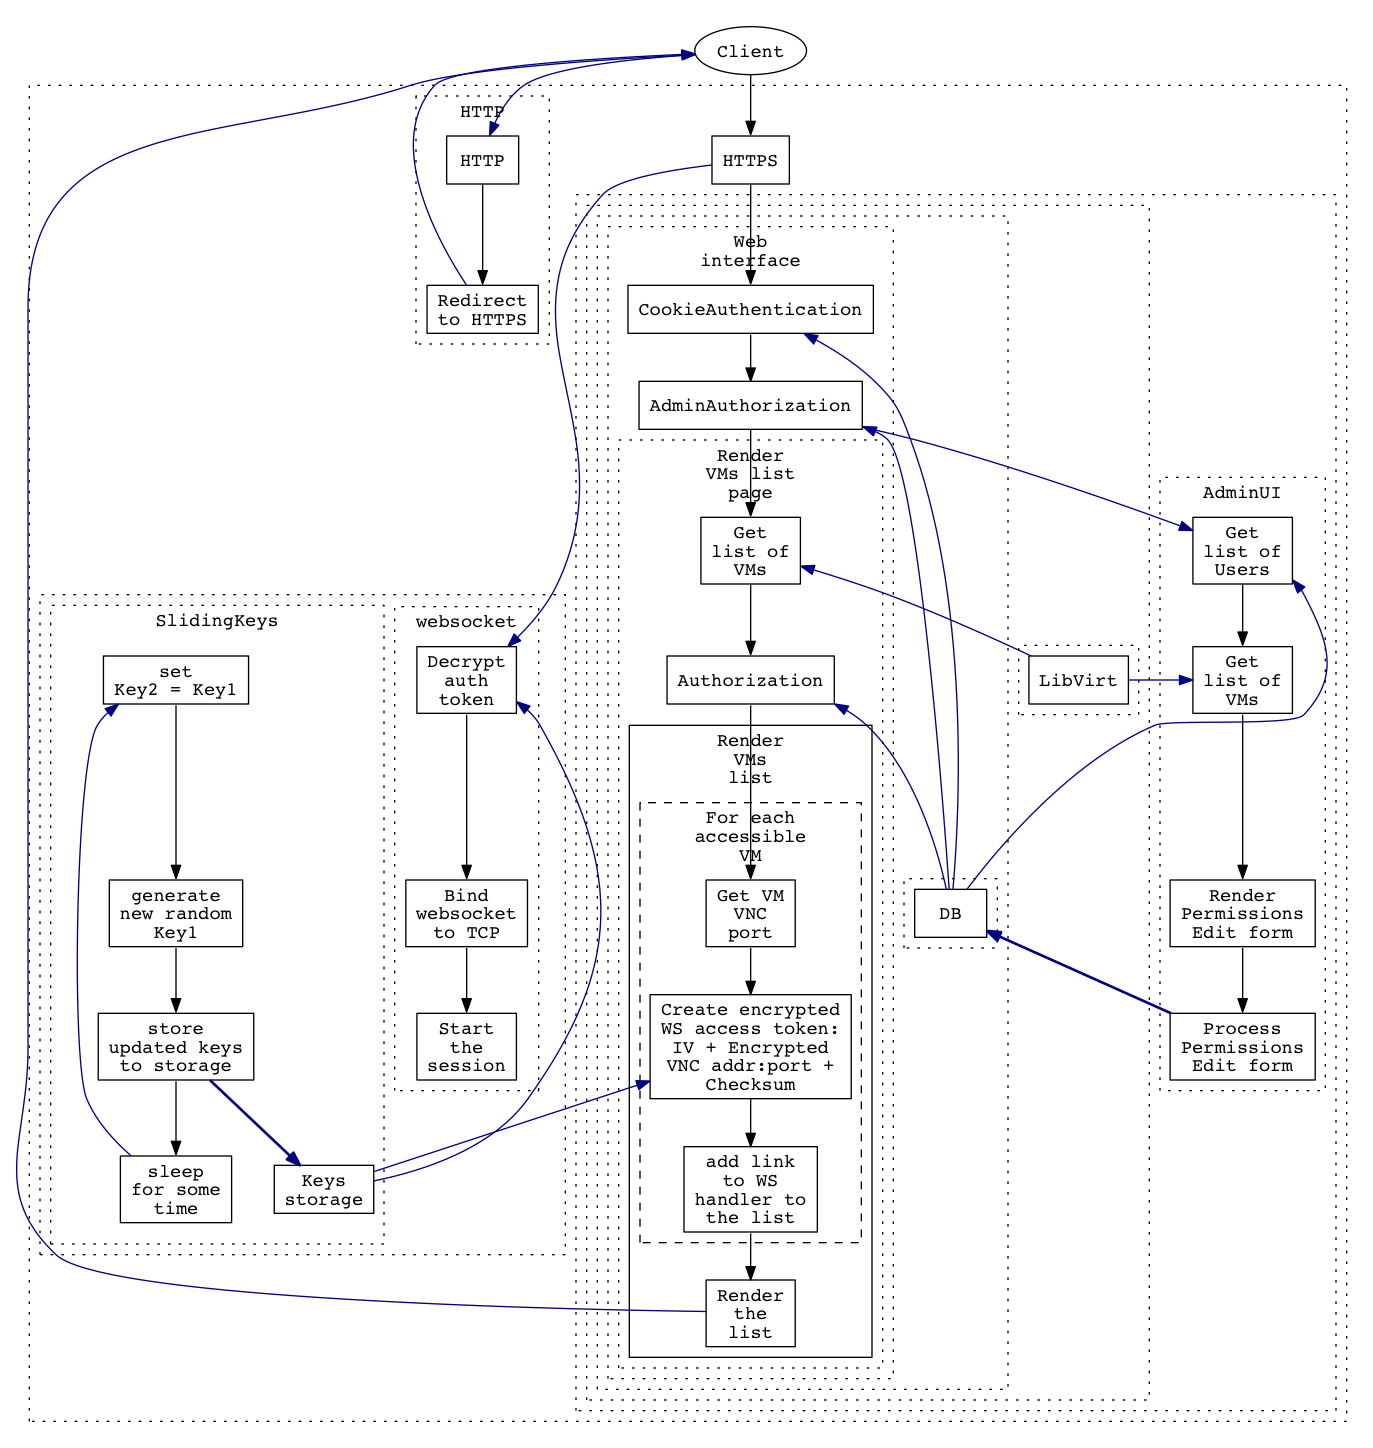 Client
HTTP
HTTP
HTTPS
Redirect
to HTTPS
Web
interface
CookieAuthentication
AdminAuthorization
Render
VMs list
page
Get
list of
VMs
Authorization
AdminUI
Get
list of
Users
Get
list of
VMs
LibVirt
SlidingKeys
set
Key2 = Key1
generate
new random
Key1
store
updated keys
to storage
sleep
for some
time
Keys
storage
websocket
Decrypt
auth
token
Bind
websocket
to TCP
Start
the
session
Render
VMs
list
For each
accessible
VM
Get VM
VNC
port
Create encrypted
WS access token:
IV + Encrypted
VNC addr:port +
Checksum
add link
to WS
handler to
the list
Render
the
list
DB
Render
Permissions
Edit form
Process
Permissions
Edit form